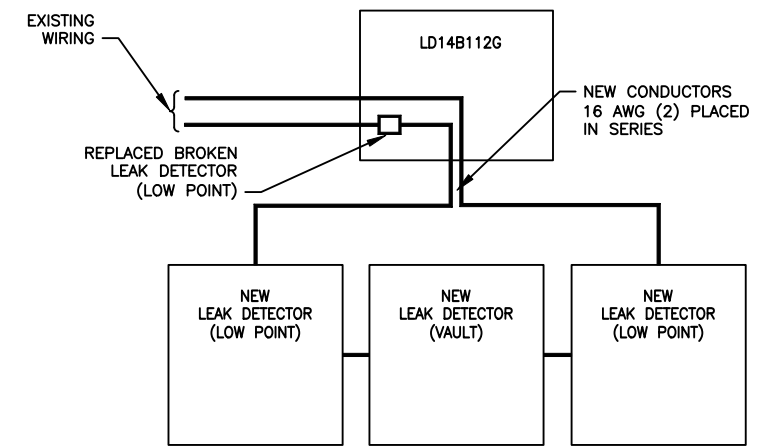 EXISTING
WIRING
LD14B112G
NEW CONDUCTORS
16 AWG (2) PLACED
IN SERIES
REPLACED BROKEN
LEAK DETECTOR
(LOW POINT)
NEW
LEAK DETECTOR
(LOW POINT)
NEW
LEAK DETECTOR
(VAULT)
NEW
LEAK DETECTOR
(LOW POINT)